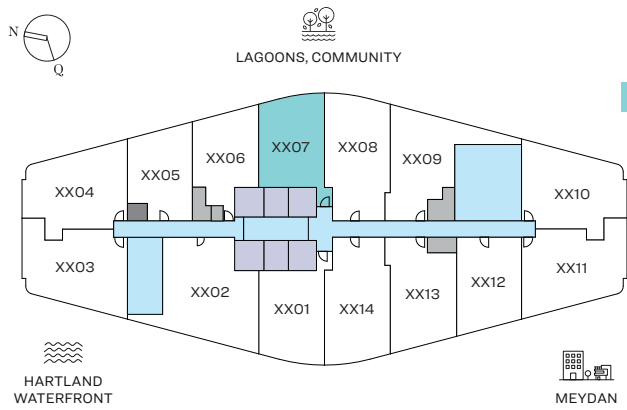 N
Q
LAGOONS, COMMUNITY
XX04
XX05
XX06
XX07
XX08
XX09
XX10
XX03
XX02
XX01
XX14
XX13
XX12
XX11
HARTLAND
WATERFRONT
MEYDAN